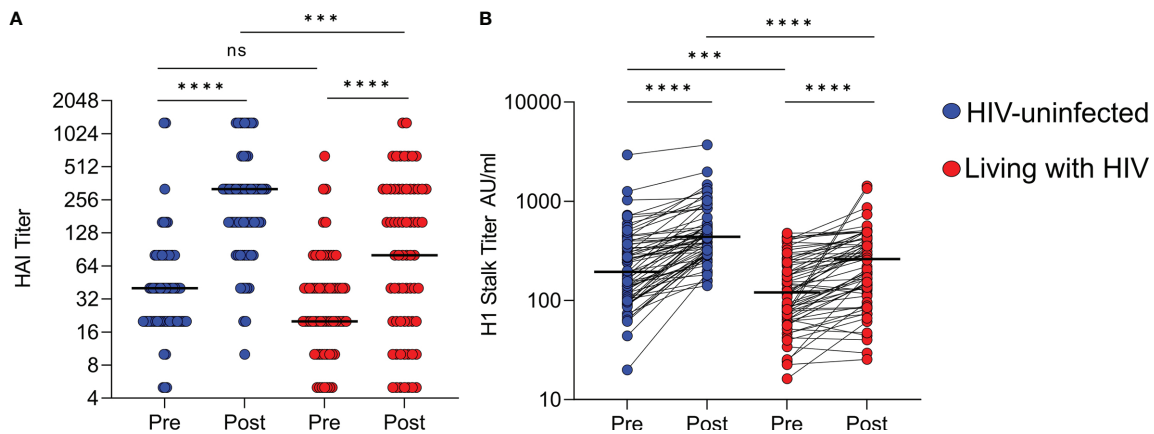 A
***
ns
****
****
HAI Titer
2048
1024
512
256
128
64
32
16
8
4
Pre
Post
Pre
Post
B
****
***
****
****
H1 Stalk Titer AU/ml
10000
1000
100
10
Pre
Post
Pre
Post
HIV-uninfected
Living with HIV